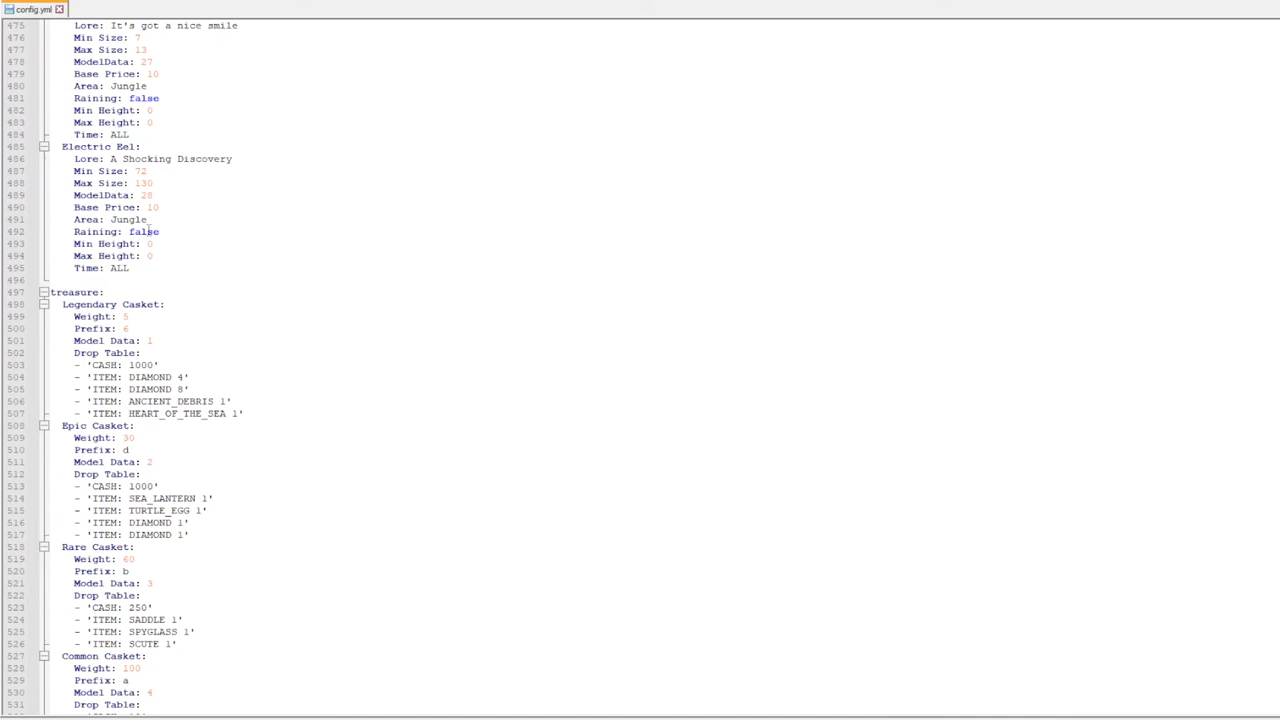 config.yml
475 Lore: It's got a nice smile
476 Min Size: 7
477 Max Size: 13
478 ModelData: 27
479 Base Price: 10
480 Area: Jungle
481 Raining: false
482 Min Height: 0
483 Max Height: 0
484 Time: ALL
485 Electric Eel:
486 Lore: A Shocking Discovery
487 Min Size: 72
488 Max Size: 130
489 ModelData: 28
490 Base Price: 10
491 Area: Jungle
492 Raining: false
493 Min Height: 0
494 Max Height: 0
495 Time: ALL
496
497 treasure:
498 Legendary Casket:
499 Weight: 5
500 Prefix: 6
501 Model Data: 1
502 Drop Table:
503 - 'CASH: 1000'
504 - 'ITEM: DIAMOND 4'
505 - 'ITEM: DIAMOND 8'
506 - 'ITEM: ANCIENT_DEBRIS 1'
507 - 'ITEM: HEART_OF_THE_SEA 1'
508 Epic Casket:
509 Weight: 30
510 Prefix: d
511 Model Data: 2
512 Drop Table:
513 - 'CASH: 1000'
514 - 'ITEM: SEA_LANTERN 1'
515 - 'ITEM: TURTLE_EGG 1'
516 - 'ITEM: DIAMOND 1'
517 - 'ITEM: DIAMOND 1'
518 Rare Casket:
519 Weight: 60
520 Prefix: b
521 Model Data: 3
522 Drop Table:
523 - 'CASH: 250'
524 - 'ITEM: SADDLE 1'
525 - 'ITEM: SPYGLASS 1'
526 - 'ITEM: SCUTE 1'
527 Common Casket:
528 Weight: 100
529 Prefix: a
530 Model Data: 4
531 Drop Table: